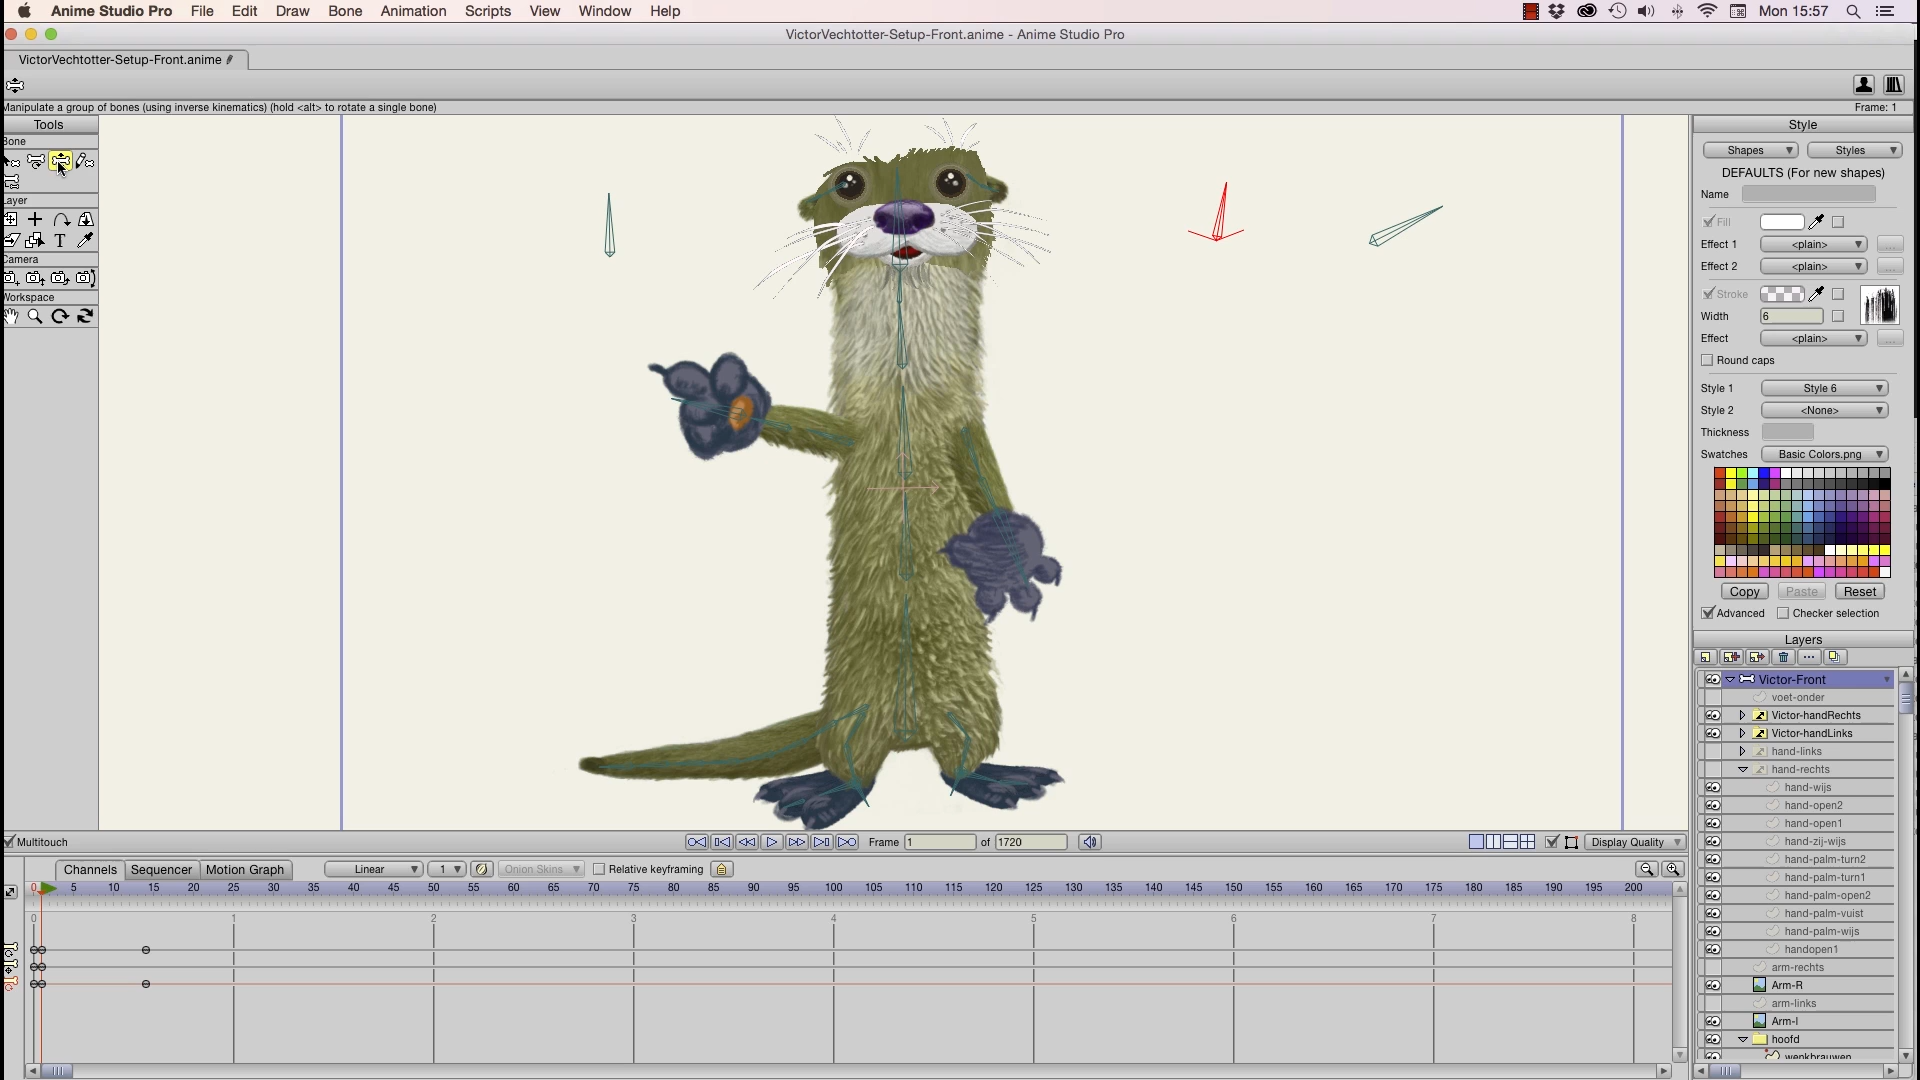 Anime Studio Pro File Edit Draw Bone Animation Scripts View Window Help Mon 15:57
VictorVechtotter-Setup-Front.anime - Anime Studio Pro
VictorVechtotter-Setup-Front.anime
Manipulate a group of bones (using inverse kinematics) (hold <alt> to rotate a single bone) Frame: 1
Tools
Bone
Layer
T
Camera
Workspace
Style
Shapes Styles
DEFAULTS (For new shapes)
Name
Fill
Effect 1 <plain> ...
Effect 2 <plain> ...
Stroke
Width 6
Effect <plain> ...
Round caps
Style 1 Style 6
Style 2 <None>
Thickness
Swatches Basic Colors.png
Copy Paste Reset
Advanced Checker selection
Layers
Victor-Front
voet-onder
Victor-handRechts
Victor-handLinks
hand-links
hand-rechts
hand-wijs
hand-open2
hand-open1
hand-zij-wijs
hand-palm-turn2
hand-palm-turn1
hand-palm-open2
hand-palm-vuist
hand-palm-wijs
handopen1
arm-rechts
Arm-R
arm-links
Arm-l
hoofd
wenkbrauwen
Multitouch Frame 1 of 1720 Display Quality
Channels Sequencer Motion Graph Linear 1 Onion Skins Relative keyframing
0 5 10 15 20 25 30 35 40 45 50 55 60 65 70 75 80 85 90 95 100 105 110 115 120 125 130 135 140 145 150 155 160 165 170 175 180 185 190 195 200
0 1 2 3 4 5 6 7 8